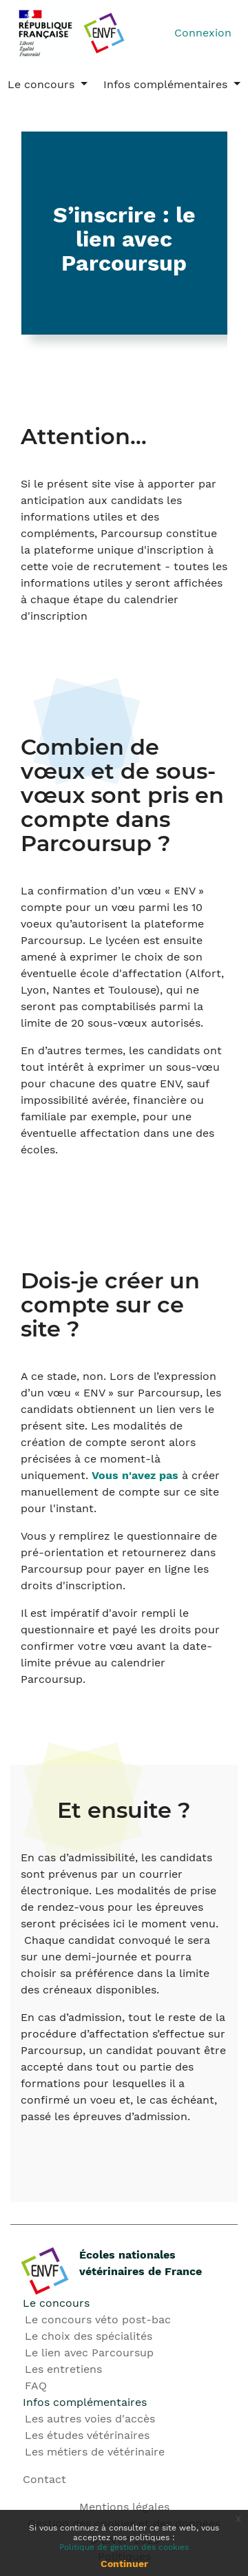 RÉPUBLIQUE
FRANÇAISE
Liberté
Égalité
Fraternité
ENVF
Connexion
Le concours
Infos complémentaires
S’inscrire : le
lien avec
Parcoursup
Attention...
Si le présent site vise à apporter par
anticipation aux candidats les
informations utiles et des
compléments, Parcoursup constitue
la plateforme unique d'inscription à
cette voie de recrutement - toutes les
informations utiles y seront affichées
à chaque étape du calendrier
d'inscription
Combien de
vœux et de sous-
vœux sont pris en
compte dans
Parcoursup ?
La confirmation d’un vœu « ENV »
compte pour un vœu parmi les 10
voeux qu’autorisent la plateforme
Parcoursup. Le lycéen est ensuite
amené à exprimer le choix de son
éventuelle école d'affectation (Alfort,
Lyon, Nantes et Toulouse), qui ne
seront pas comptabilisés parmi la
limite de 20 sous-vœux autorisés.
En d’autres termes, les candidats ont
tout intérêt à exprimer un sous-vœu
pour chacune des quatre ENV, sauf
impossibilité avérée, financière ou
familiale par exemple, pour une
éventuelle affectation dans une des
écoles.
Dois-je créer un
compte sur ce
site ?
A ce stade, non. Lors de l’expression
d’un vœu « ENV » sur Parcoursup, les
candidats obtiennent un lien vers le
présent site. Les modalités de
création de compte seront alors
précisées à ce moment-là
uniquement. Vous n'avez pas à créer
manuellement de compte sur ce site
pour l'instant.
Vous y remplirez le questionnaire de
pré-orientation et retournerez dans
Parcoursup pour payer en ligne les
droits d'inscription.
Il est impératif d'avoir rempli le
questionnaire et payé les droits pour
confirmer votre vœu avant la date-
limite prévue au calendrier
Parcoursup.
Et ensuite ?
En cas d’admissibilité, les candidats
sont prévenus par un courrier
électronique. Les modalités de prise
de rendez-vous pour les épreuves
seront précisées ici le moment venu.
Chaque candidat convoqué le sera
sur une demi-journée et pourra
choisir sa préférence dans la limite
des créneaux disponibles.
En cas d’admission, tout le reste de la
procédure d’affectation s’effectue sur
Parcoursup, un candidat pouvant être
accepté dans tout ou partie des
formations pour lesquelles il a
confirmé un voeu et, le cas échéant,
passé les épreuves d’admission.
ENVF
Écoles nationales
vétérinaires de France
Le concours
Le concours véto post-bac
Le choix des spécialités
Le lien avec Parcoursup
Les entretiens
FAQ
Infos complémentaires
Les autres voies d'accès
Les études vétérinaires
Les métiers de vétérinaire
Contact
Mentions légales
x
Si vous continuez à consulter ce site web, vous
acceptez nos politiques :
Politique de gestion des cookies
Continuer